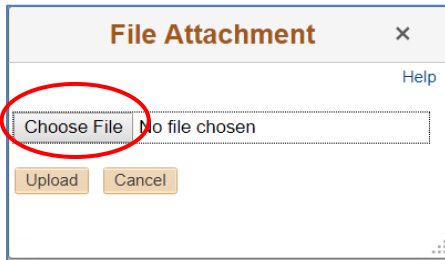 File Attachment ×
Help
Choose File No file chosen
Upload Cancel